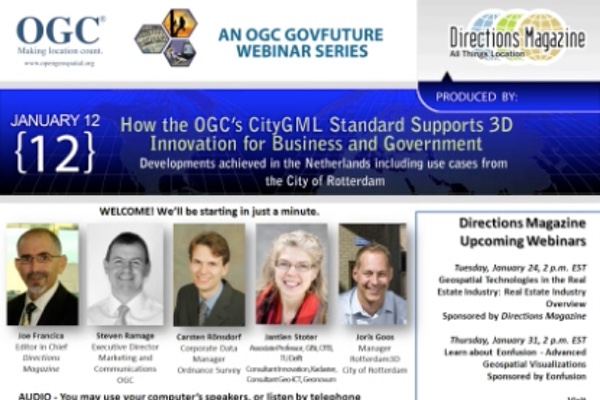 OGC®
Making location count.
www.opengeospatial.org
AN OGC GOVFUTURE
WEBINAR SERIES
Directions Magazine
All Things Location
PRODUCED BY:
JANUARY 12
{12}
How the OGC's CityGML Standard Supports 3D
Innovation for Business and Government
Developments achieved in the Netherlands including use cases from
the City of Rotterdam
WELCOME! We'll be starting in just a minute.
Joe Francica
Editor in Chief
Directions
Magazine
Steven Ramage
Executive Director
Marketing and
Communications
OGC
Carsten Rönsdorf
Corporate Data
Manager
Ordnance Survey
Jantien Stoter
Associate Professor, GISt, OTB,
TU Delft
Consultant Innovation, Kadaster,
Consultant Geo-ICT, Geonovum
Joris Goos
Manager
Rotterdam3D
City of Rotterdam
AUDIO - You may use your computer's speakers, or listen by telephone
Directions Magazine
Upcoming Webinars
Tuesday, January 24, 2 p.m. EST
Geospatial Technologies in the Real
Estate Industry: Real Estate Industry
Overview
Sponsored by Directions Magazine
Thursday, January 31, 2 p.m. EST
Learn about Eonfusion - Advanced
Geospatial Visualizations
Sponsored by Eonfusion
Visit